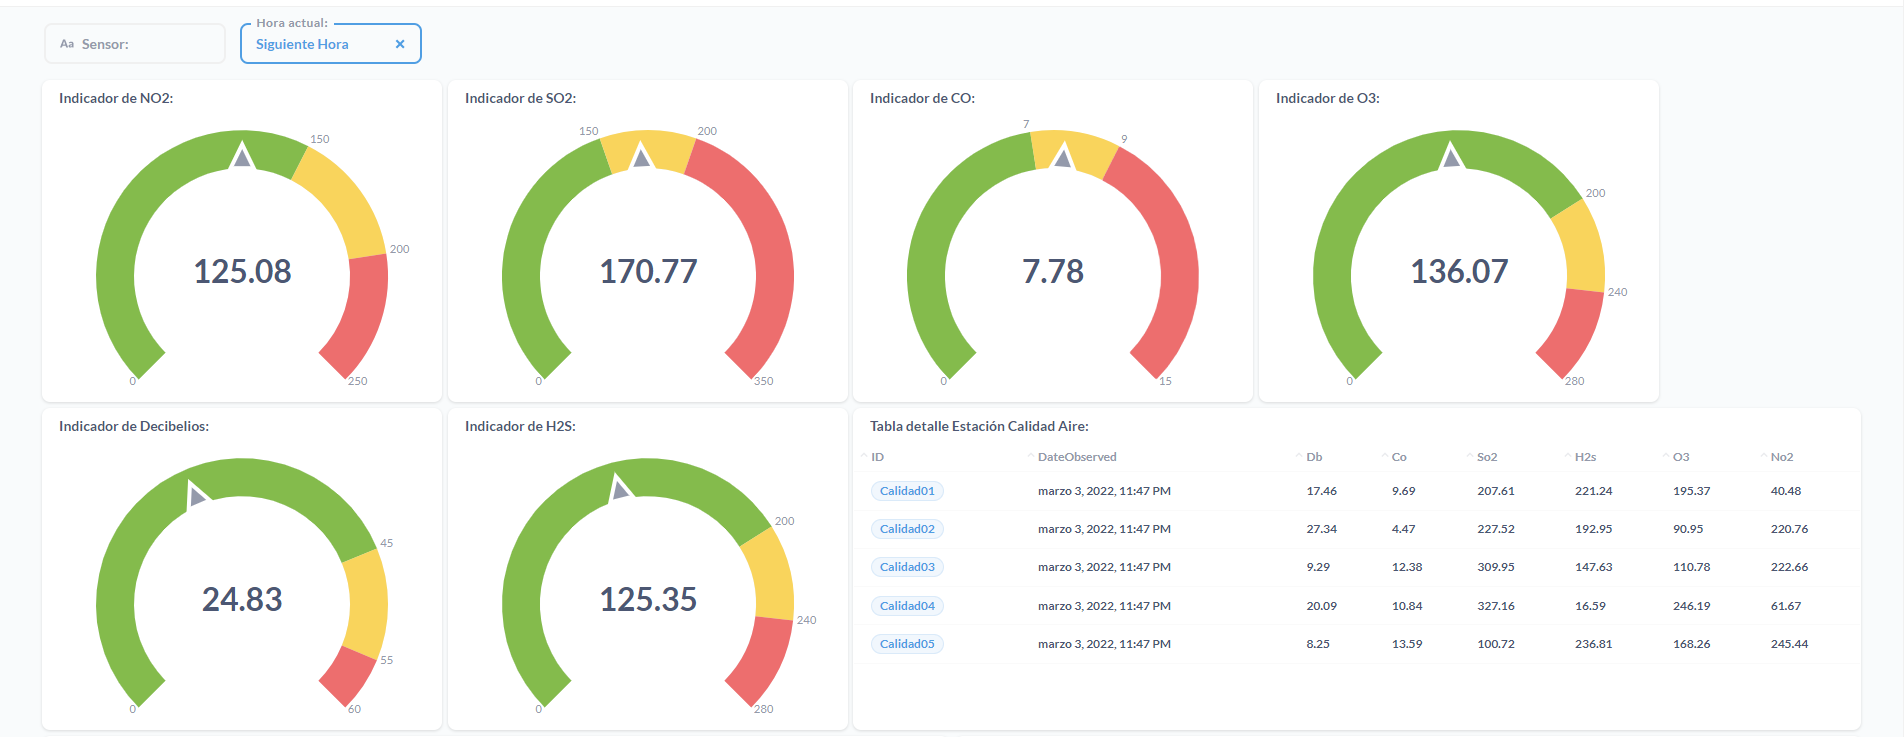 Hora actual:
Aa Sensor:
Siguiente Hora ×
Indicador de NO2:
150
200
125.08
0
250
Indicador de SO2:
150
200
170.77
0
350
Indicador de CO:
7
9
7.78
0
15
Indicador de O3:
200
240
136.07
0
280
Indicador de Decibelios:
45
24.83
55
0
60
Indicador de H2S:
200
125.35
240
0
280
Tabla detalle Estación Calidad Aire:
ID DateObserved Db Co So2 H2s O3 No2
Calidad01 marzo 3, 2022, 11:47 PM 17.46 9.69 207.61 221.24 195.37 40.48
Calidad02 marzo 3, 2022, 11:47 PM 27.34 4.47 227.52 192.95 90.95 220.76
Calidad03 marzo 3, 2022, 11:47 PM 9.29 12.38 309.95 147.63 110.78 222.66
Calidad04 marzo 3, 2022, 11:47 PM 20.09 10.84 327.16 16.59 246.19 61.67
Calidad05 marzo 3, 2022, 11:47 PM 8.25 13.59 100.72 236.81 168.26 245.44